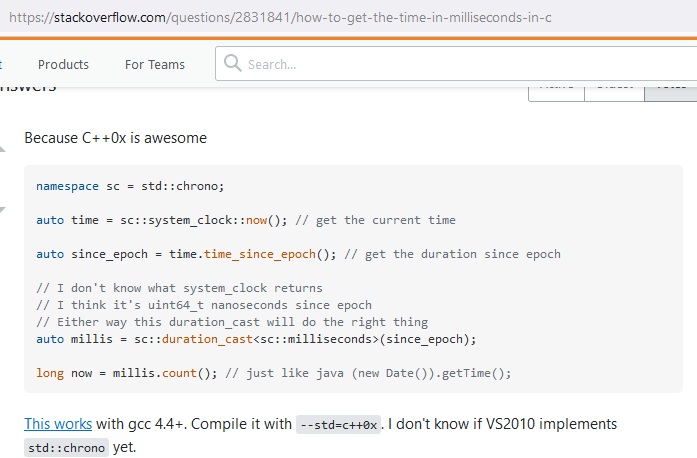 https://stackoverflow.com/questions/2831841/how-to-get-the-time-in-milliseconds-in-c
Products For Teams Search...
Because C++0x is awesome
namespace sc = std::chrono;
auto time = sc::system_clock::now(); // get the current time
auto since_epoch = time.time_since_epoch(); // get the duration since epoch
// I don't know what system_clock returns
// I think it's uint64_t nanoseconds since epoch
// Either way this duration_cast will do the right thing
auto millis = sc::duration_cast<sc::milliseconds>(since_epoch);
long now = millis.count(); // just like java (new Date()).getTime();
This works with gcc 4.4+. Compile it with --std=c++0x. I don't know if VS2010 implements
std::chrono yet.